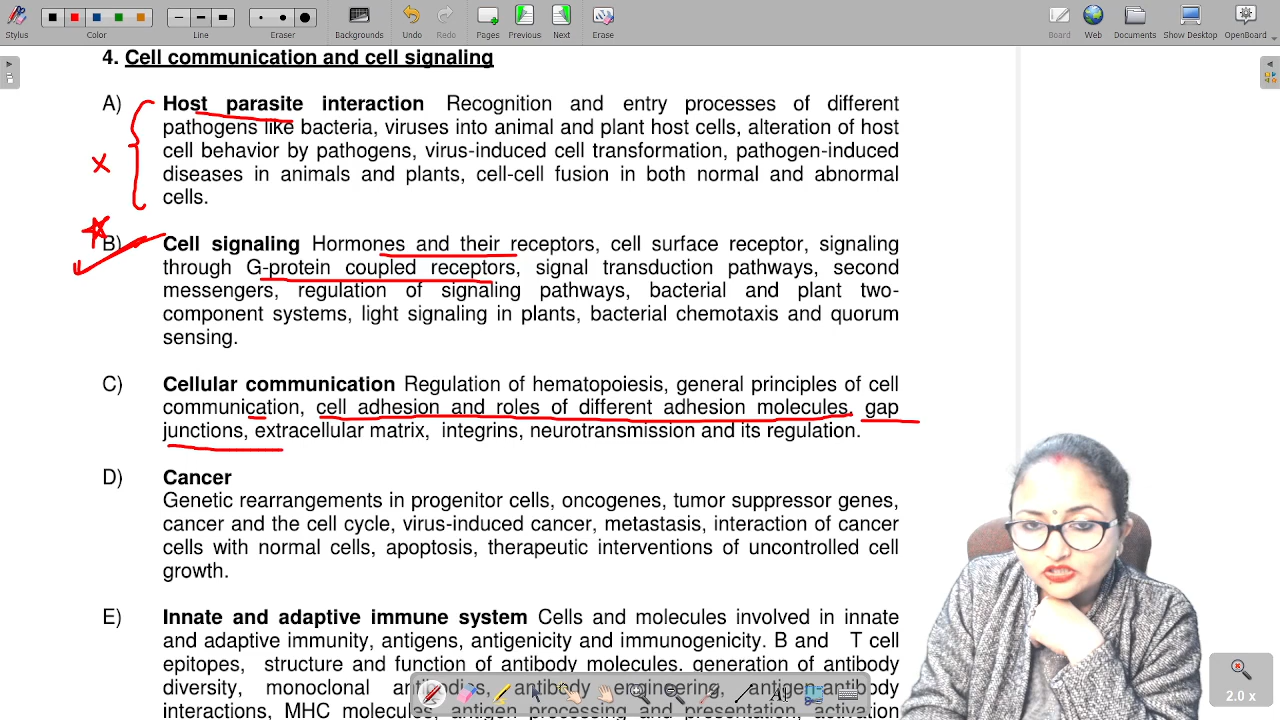 Stylus
Color
Line
Eraser
Backgrounds
Undo
Redo
Pages
Previous
Next
Erase
Board
Web
Documents
Show Desktop
OpenBoard
4. Cell communication and cell signaling
A) Host parasite interaction Recognition and entry processes of different
pathogens like bacteria, viruses into animal and plant host cells, alteration of host
cell behavior by pathogens, virus-induced cell transformation, pathogen-induced
diseases in animals and plants, cell-cell fusion in both normal and abnormal
cells.
B) Cell signaling Hormones and their receptors, cell surface receptor, signaling
through G-protein coupled receptors, signal transduction pathways, second
messengers, regulation of signaling pathways, bacterial and plant two-
component systems, light signaling in plants, bacterial chemotaxis and quorum
sensing.
C) Cellular communication Regulation of hematopoiesis, general principles of cell
communication, cell adhesion and roles of different adhesion molecules, gap
junctions, extracellular matrix, integrins, neurotransmission and its regulation.
D) Cancer
Genetic rearrangements in progenitor cells, oncogenes, tumor suppressor genes,
cancer and the cell cycle, virus-induced cancer, metastasis, interaction of cancer
cells with normal cells, apoptosis, therapeutic interventions of uncontrolled cell
growth.
E) Innate and adaptive immune system Cells and molecules involved in innate
and adaptive immunity, antigens, antigenicity and immunogenicity. B and T cell
epitopes, structure and function of antibody molecules. generation of antibody
diversity, monoclonal antibodies, antibody engineering, antigen-antibody
interactions, MHC molecules, antigen processing and presentation, activation
2.0 x